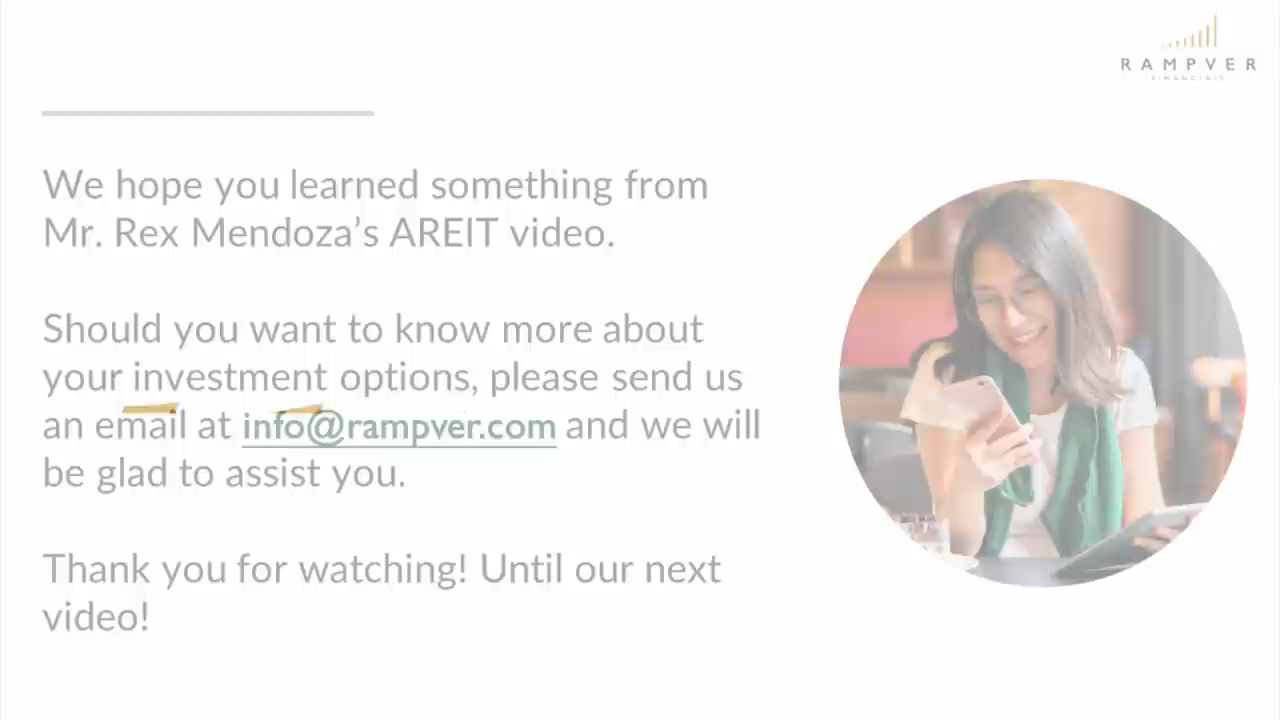 RAMPVER
FINANCIALS
We hope you learned something from
Mr. Rex Mendoza’s AREIT video.
Should you want to know more about
your investment options, please send us
an email at info@rampver.com and we will
be glad to assist you.
Thank you for watching! Until our next
video!